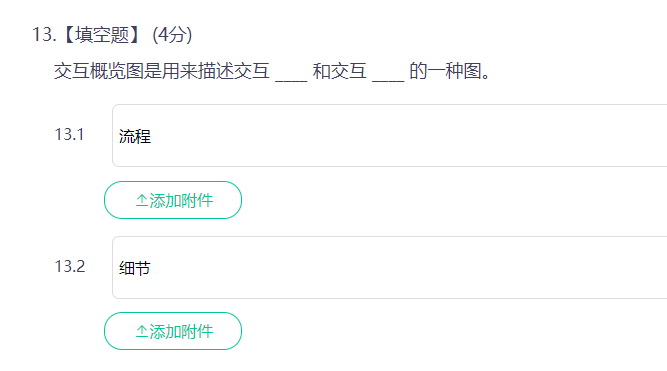 13.【填空题】 (4分)
交互概览图是用来描述交互 ____ 和交互 ____ 的一种图。
13.1
流程
添加附件
13.2
细节
添加附件